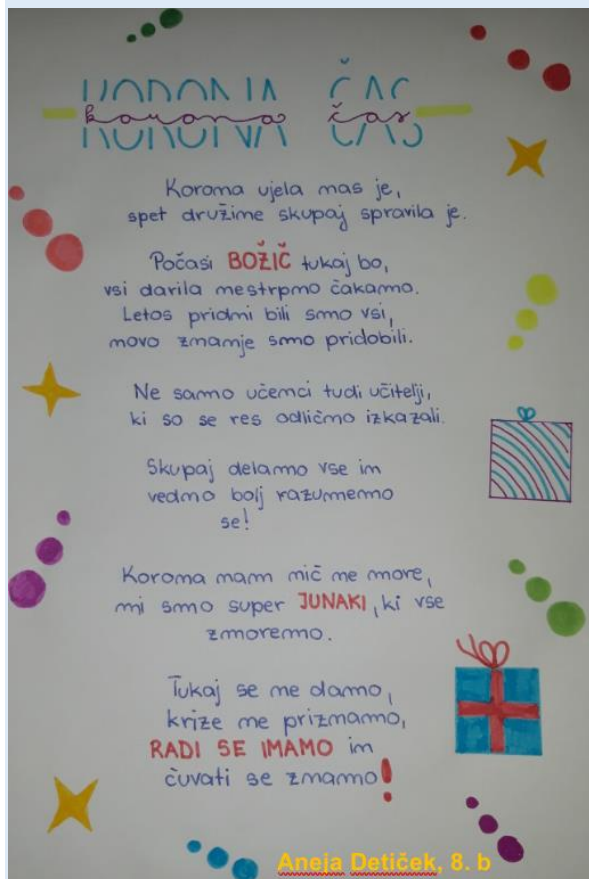 KORONA ČAS
korona čas
Korona ujela nas je,
spet družine skupaj spravila je.
Počasi BOŽIČ tukaj bo,
vsi darila nestrpno čakamo.
Letos pridni bili smo vsi,
novo znanje smo pridobili.
Ne samo učenci tudi učitelji,
ki so se res odlično izkazali.
Skupaj delamo vse in
vedno bolj razumemo
se!
Korona nam nič ne more,
mi smo super JUNAKI, ki vse
zmoremo.
Tukaj se ne damo,
krize ne priznamo,
RADI SE IMAMO in
čuvati se znamo!
Aneja Detiček, 8. b